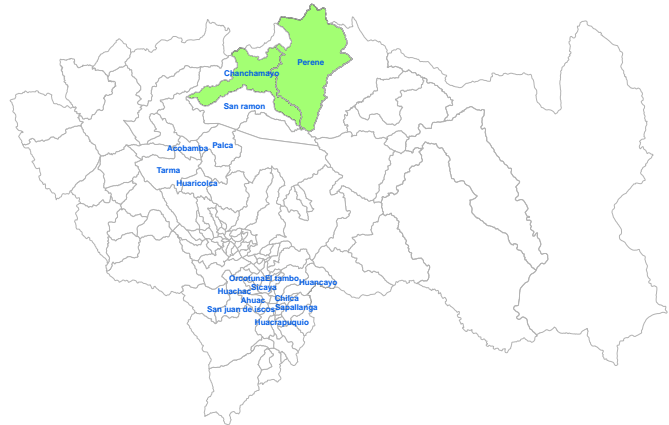 Perene
Chanchamayo
San ramon
Palca
Acobamba
Tarma
Huaricolca
Orcotuna
El tambo
Huancayo
Sicaya
Huachac
Ahuac
Chilca
San juan de iscos
Sapallanga
Huacrapuquio